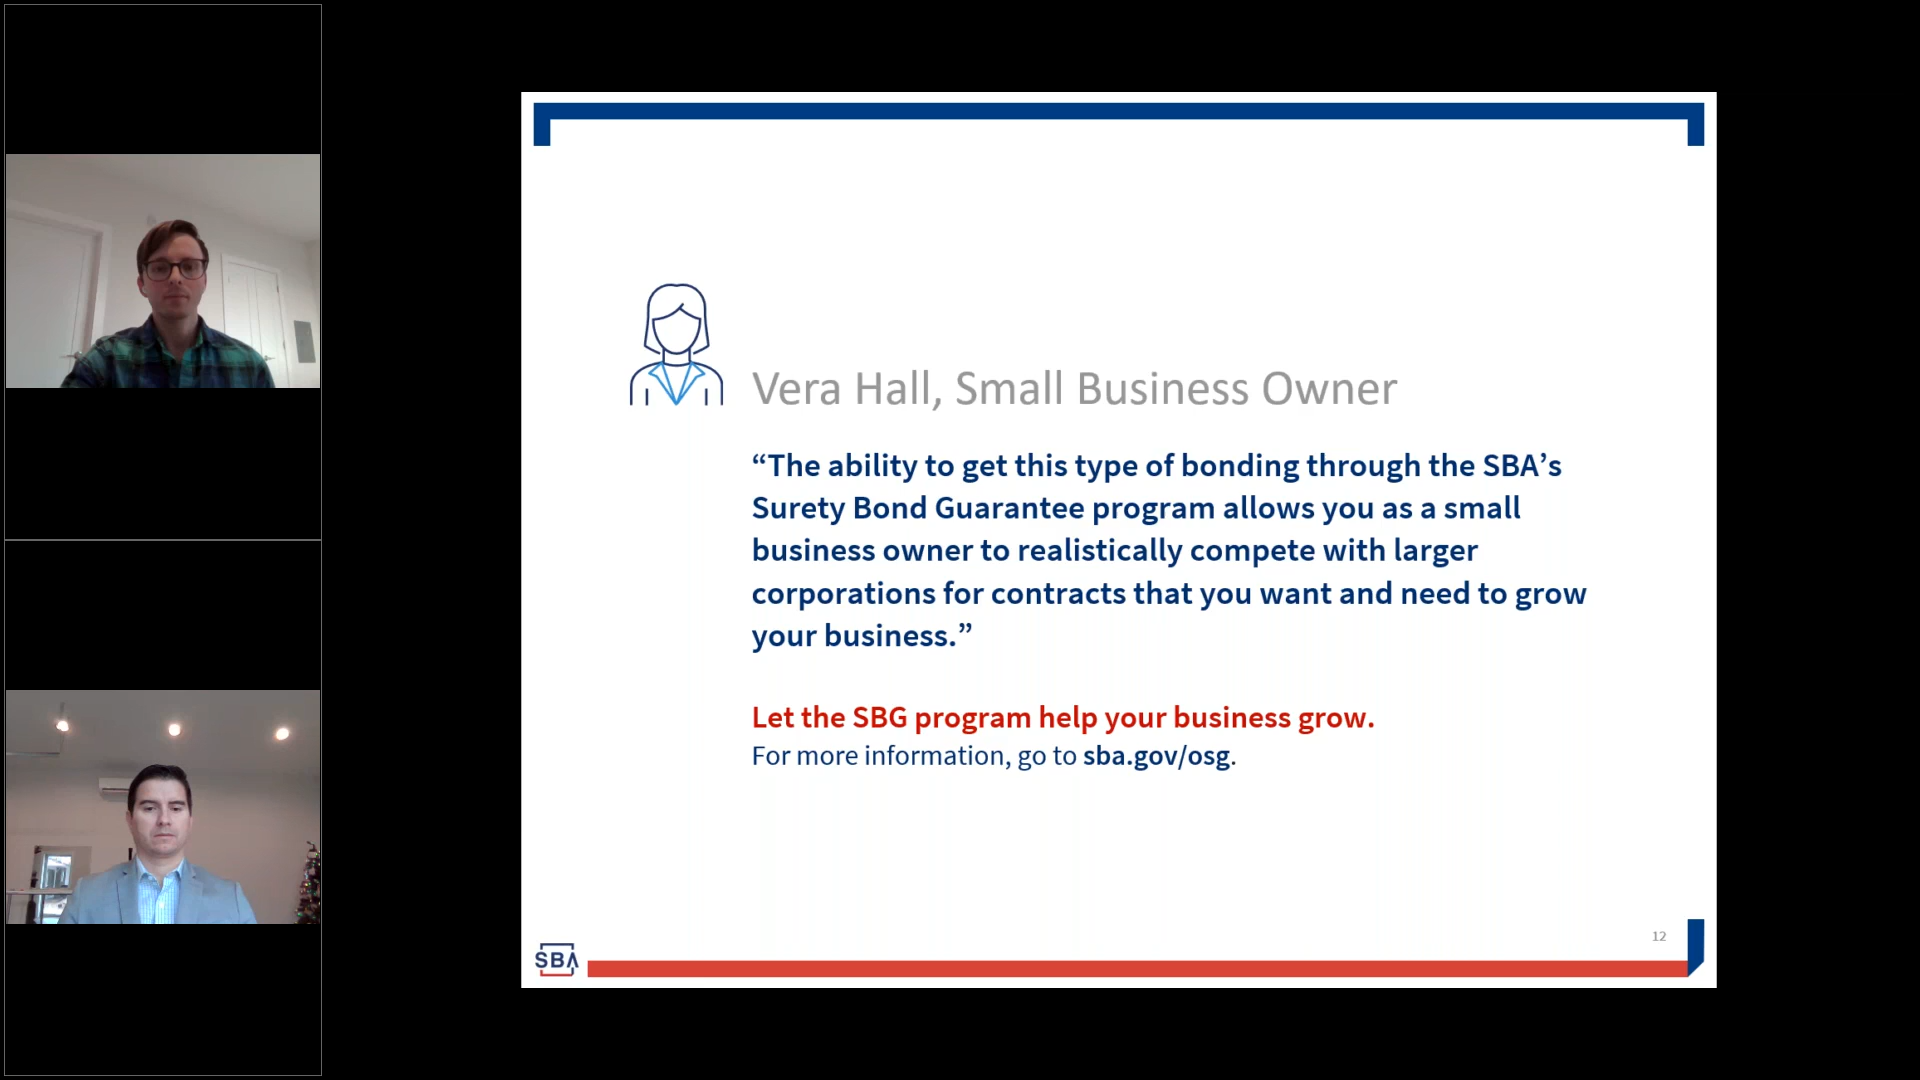 Vera Hall, Small Business Owner
“The ability to get this type of bonding through the SBA’s
Surety Bond Guarantee program allows you as a small
business owner to realistically compete with larger
corporations for contracts that you want and need to grow
your business.”
Let the SBG program help your business grow.
For more information, go to sba.gov/osg.
12
SBA